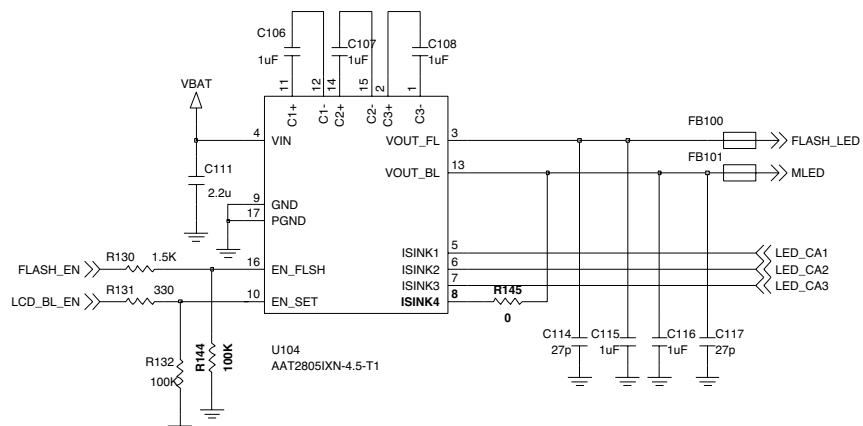 C106
1uF
C107
1uF
C108
1uF
11
12
14
15
2
1
C1+
C1-
C2+
C2-
C3+
C3-
VBAT
4
VIN
C111
2.2u
9
GND
17
PGND
FLASH_EN
R130
1.5K
16
EN_FLSH
LCD_BL_EN
R131
330
10
EN_SET
R132
100K
R144
100K
U104
AAT2805IXN-4.5-T1
VOUT_FL
3
FB100
FLASH_LED
VOUT_BL
13
FB101
MLED
ISINK1
5
LED_CA1
ISINK2
6
LED_CA2
ISINK3
7
LED_CA3
ISINK4
8
R145
0
C114
27p
C115
1uF
C116
1uF
C117
27p